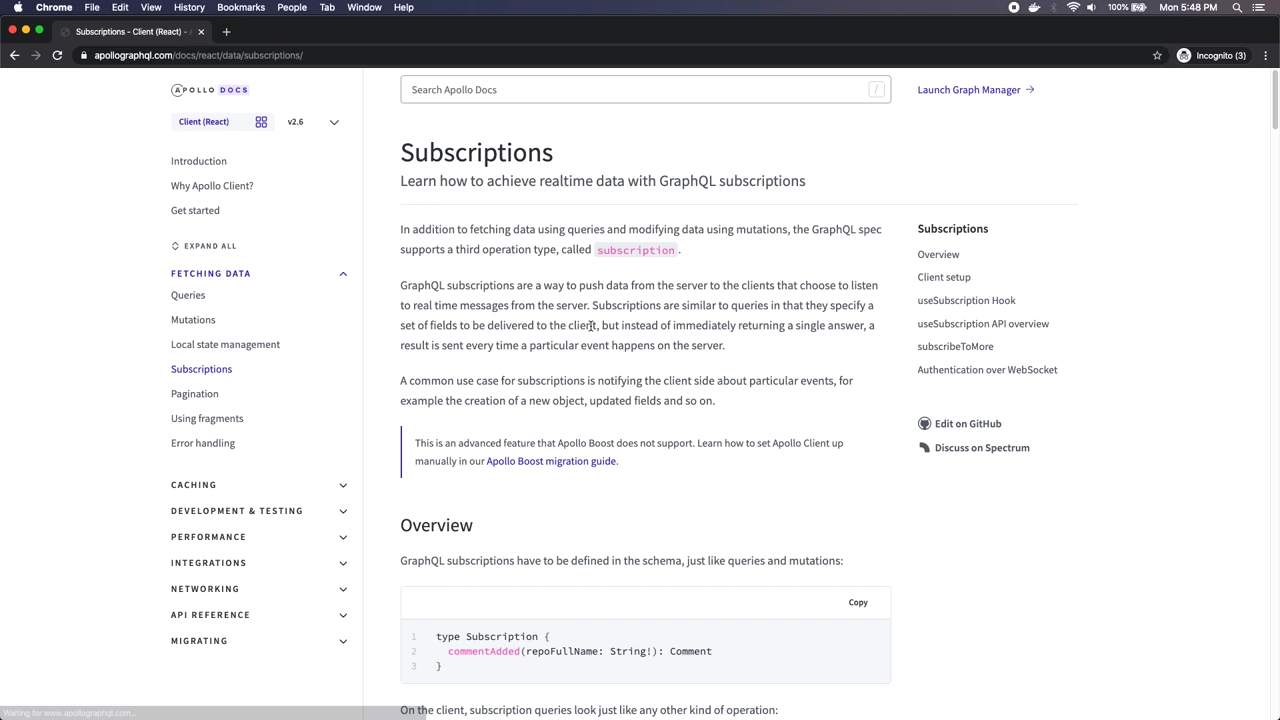 Chrome File Edit View History Bookmarks People Tab Window Help 100% Mon 5:48 PM
Subscriptions - Client (React) -
apollographql.com/docs/react/data/subscriptions/ Incognito (3)
APOLLO DOCS
Search Apollo Docs /
Launch Graph Manager →
Client (React) v2.6
Introduction
Why Apollo Client?
Get started
EXPAND ALL
FETCHING DATA
Queries
Mutations
Local state management
Subscriptions
Pagination
Using fragments
Error handling
CACHING
DEVELOPMENT & TESTING
PERFORMANCE
INTEGRATIONS
NETWORKING
API REFERENCE
MIGRATING
Subscriptions
Learn how to achieve realtime data with GraphQL subscriptions
In addition to fetching data using queries and modifying data using mutations, the GraphQL spec
supports a third operation type, called subscription.
GraphQL subscriptions are a way to push data from the server to the clients that choose to listen
to real time messages from the server. Subscriptions are similar to queries in that they specify a
set of fields to be delivered to the client, but instead of immediately returning a single answer, a
result is sent every time a particular event happens on the server.
A common use case for subscriptions is notifying the client side about particular events, for
example the creation of a new object, updated fields and so on.
This is an advanced feature that Apollo Boost does not support. Learn how to set Apollo Client up
manually in our Apollo Boost migration guide.
Overview
GraphQL subscriptions have to be defined in the schema, just like queries and mutations:
Copy
1 type Subscription {
2 commentAdded(repoFullName: String!): Comment
3 }
On the client, subscription queries look just like any other kind of operation:
Subscriptions
Overview
Client setup
useSubscription Hook
useSubscription API overview
subscribeToMore
Authentication over WebSocket
Edit on GitHub
Discuss on Spectrum
Waiting for www.apollographql.com...